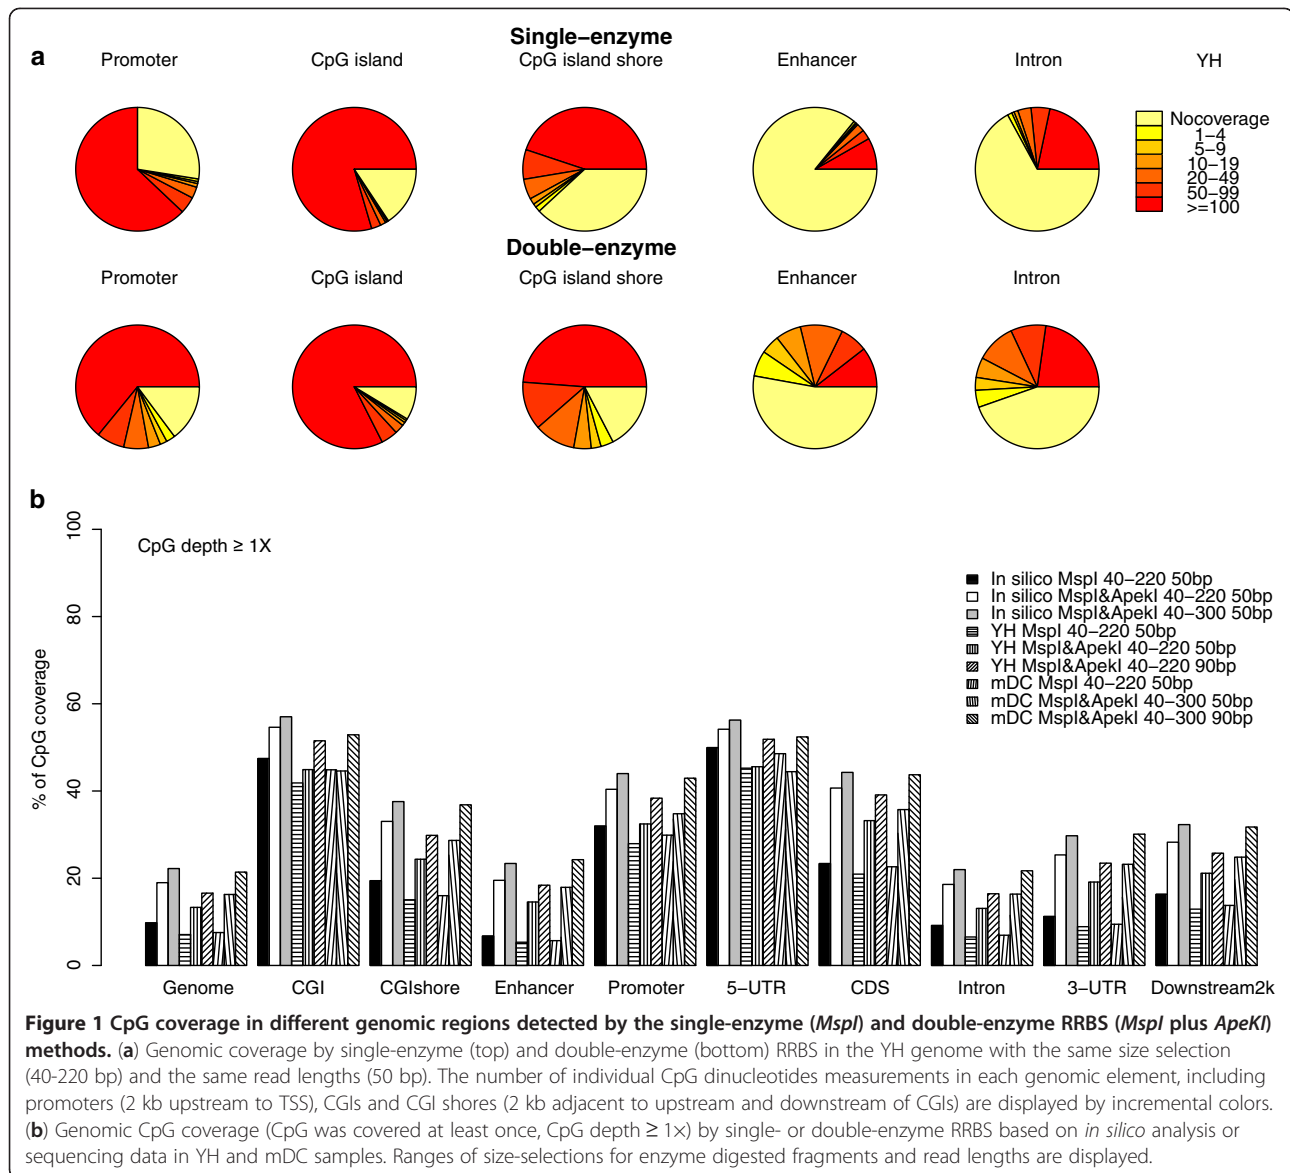 a
Single-enzyme
Promoter
CpG island
CpG island shore
Enhancer
Intron
YH
Nocoverage
1-4
5-9
10-19
20-49
50-99
>=100
Double-enzyme
Promoter
CpG island
CpG island shore
Enhancer
Intron
b
CpG depth ≥ 1X
% of CpG coverage
100
80
60
40
20
0
In silico MspI 40-220 50bp
In silico MspI&ApekI 40-220 50bp
In silico MspI&ApekI 40-300 50bp
YH MspI 40-220 50bp
YH MspI&ApekI 40-220 50bp
YH MspI&ApekI 40-220 90bp
mDC MspI 40-220 50bp
mDC MspI&ApekI 40-300 50bp
mDC MspI&ApekI 40-300 90bp
Genome
CGI
CGIshore
Enhancer
Promoter
5-UTR
CDS
Intron
3-UTR
Downstream2k
Figure 1 CpG coverage in different genomic regions detected by the single-enzyme (MspI) and double-enzyme RRBS (MspI plus ApeKI)
methods. (a) Genomic coverage by single-enzyme (top) and double-enzyme (bottom) RRBS in the YH genome with the same size selection
(40-220 bp) and the same read lengths (50 bp). The number of individual CpG dinucleotides measurements in each genomic element, including
promoters (2 kb upstream to TSS), CGIs and CGI shores (2 kb adjacent to upstream and downstream of CGIs) are displayed by incremental colors.
(b) Genomic CpG coverage (CpG was covered at least once, CpG depth ≥ 1×) by single- or double-enzyme RRBS based on in silico analysis or
sequencing data in YH and mDC samples. Ranges of size-selections for enzyme digested fragments and read lengths are displayed.